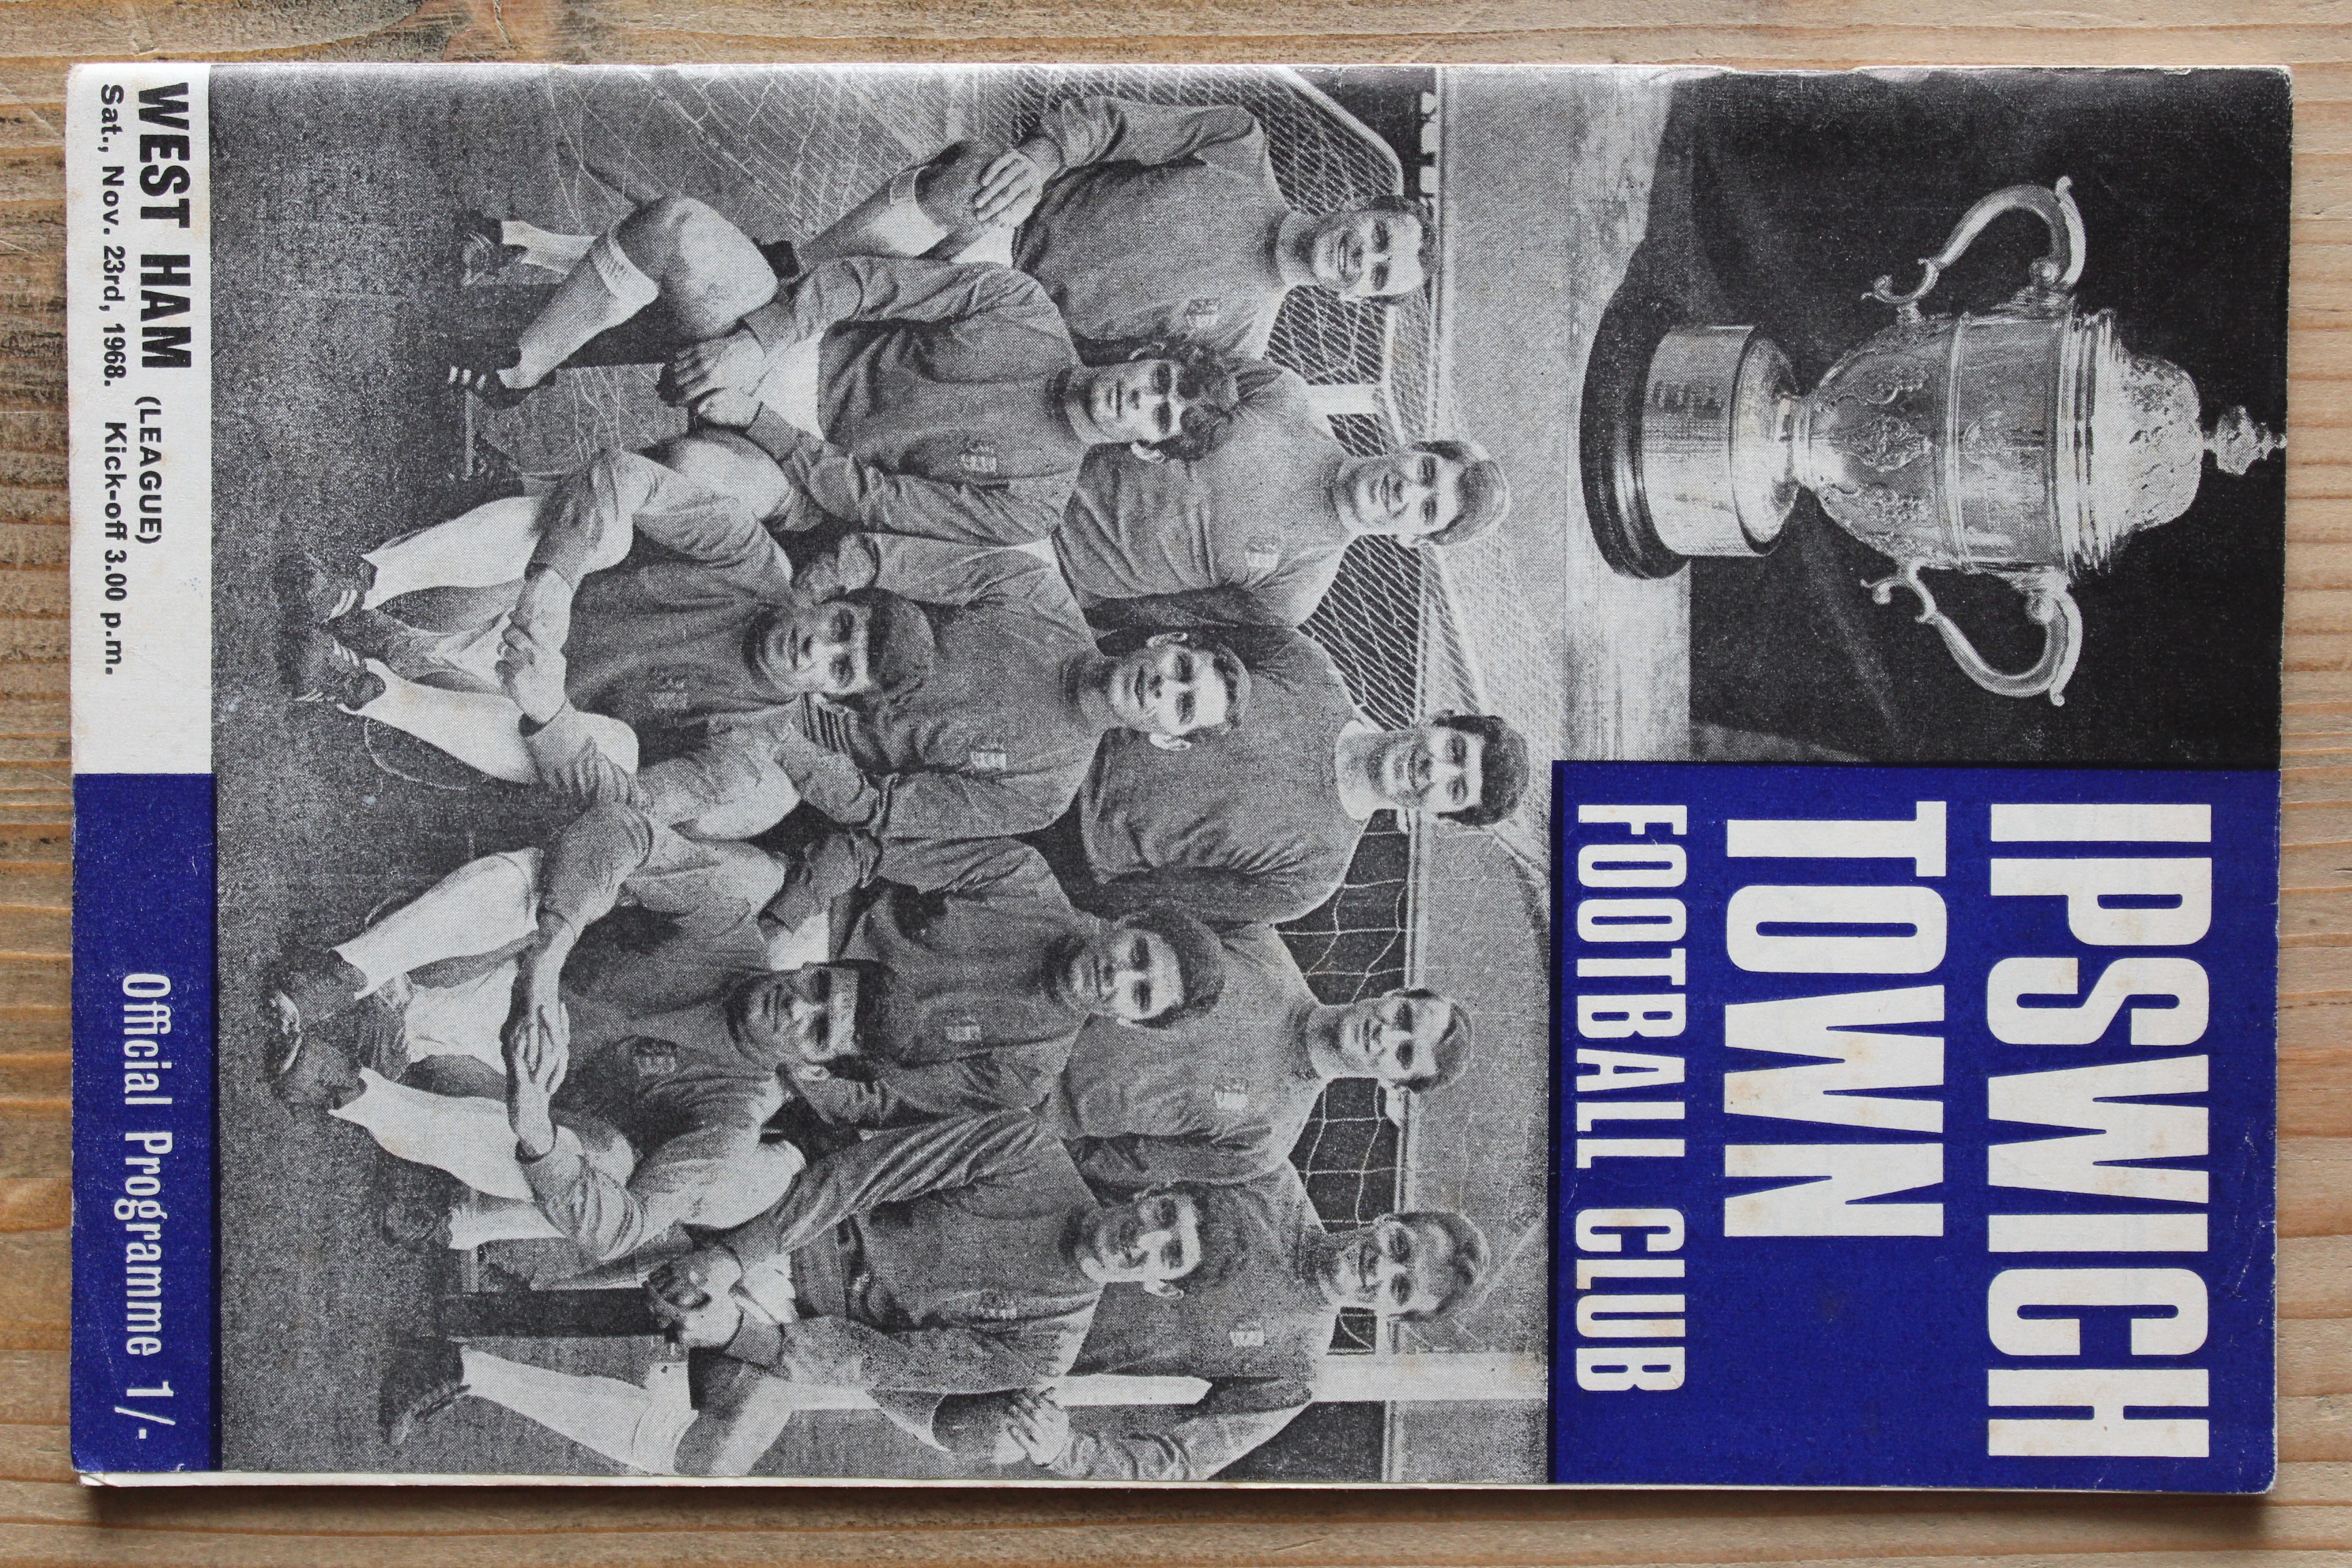 IPSWICH
TOWN
FOOTBALL CLUB
WEST HAM (LEAGUE)
Sat., Nov. 23rd, 1968. Kick-off 3.00 p.m.
Official Programme 1/-